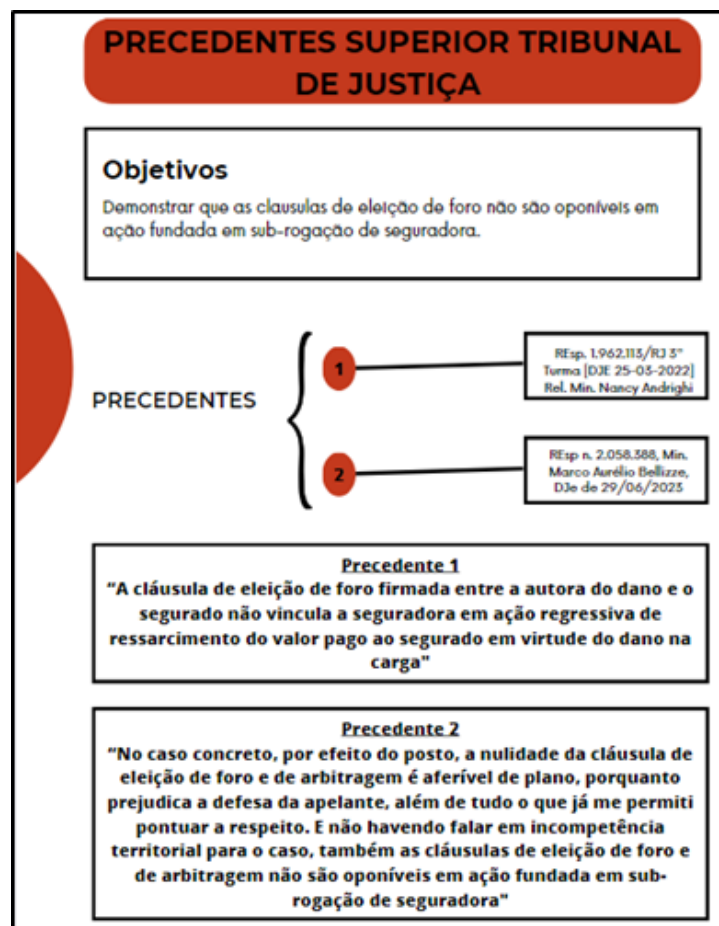 PRECEDENTES SUPERIOR TRIBUNAL
DE JUSTIÇA
Objetivos
Demonstrar que as clausulas de eleição de foro não são oponíveis em
ação fundada em sub-rogação de seguradora.
PRECEDENTES
1
REsp. 1.962.113/RJ 3ª
Turma [DJE 25-03-2022]
Rel. Min. Nancy Andrighi
2
REsp n. 2.058.388, Min.
Marco Aurélio Bellizze,
DJe de 29/06/2023
Precedente 1
"A cláusula de eleição de foro firmada entre a autora do dano e o
segurado não vincula a seguradora em ação regressiva de
ressarcimento do valor pago ao segurado em virtude do dano na
carga"
Precedente 2
"No caso concreto, por efeito do posto, a nulidade da cláusula de
eleição de foro e de arbitragem é aferível de plano, porquanto
prejudica a defesa da apelante, além de tudo o que já me permiti
pontuar a respeito. E não havendo falar em incompetência
territorial para o caso, também as cláusulas de eleição de foro e
de arbitragem não são oponíveis em ação fundada em sub-
rogação de seguradora"